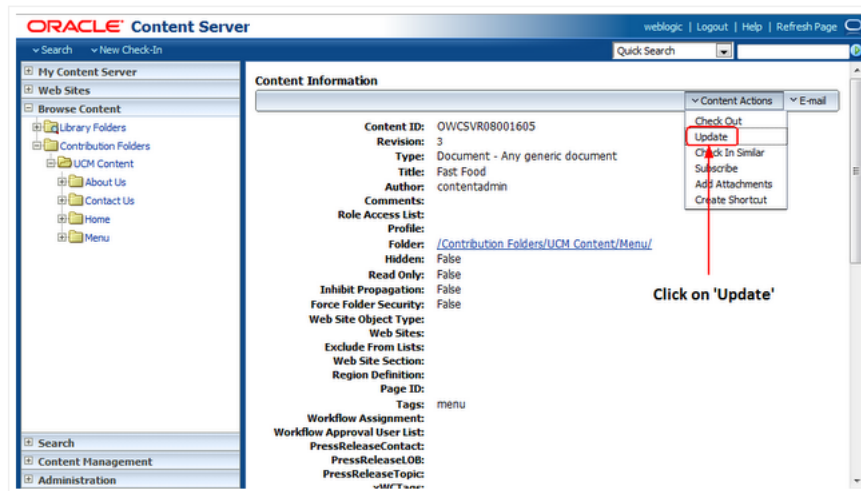 ORACLE Content Server
weblogic | Logout | Help | Refresh Page
Search New Check-In
Quick Search
My Content Server
Web Sites
Browse Content
Library Folders
Contribution Folders
UCM Content
About Us
Contact Us
Home
Menu
Search
Content Management
Administration
Content Information
Content Actions E-mail
Check Out
Update
Check In Similar
Subscribe
Add Attachments
Create Shortcut
Click on 'Update'
Content ID: OWCSVR08001605
Revision: 3
Type: Document - Any generic document
Title: Fast Food
Author: contentadmin
Comments:
Role Access List:
Profile:
Folder: /Contribution Folders/UCM Content/Menu/
Hidden: False
Read Only: False
Inhibit Propagation: False
Force Folder Security: False
Web Site Object Type:
Web Sites:
Exclude From Lists:
Web Site Section:
Region Definition:
Page ID:
Tags: menu
Workflow Assignment:
Workflow Approval User List:
PressReleaseContact:
PressReleaseLOB:
PressReleaseTopic: